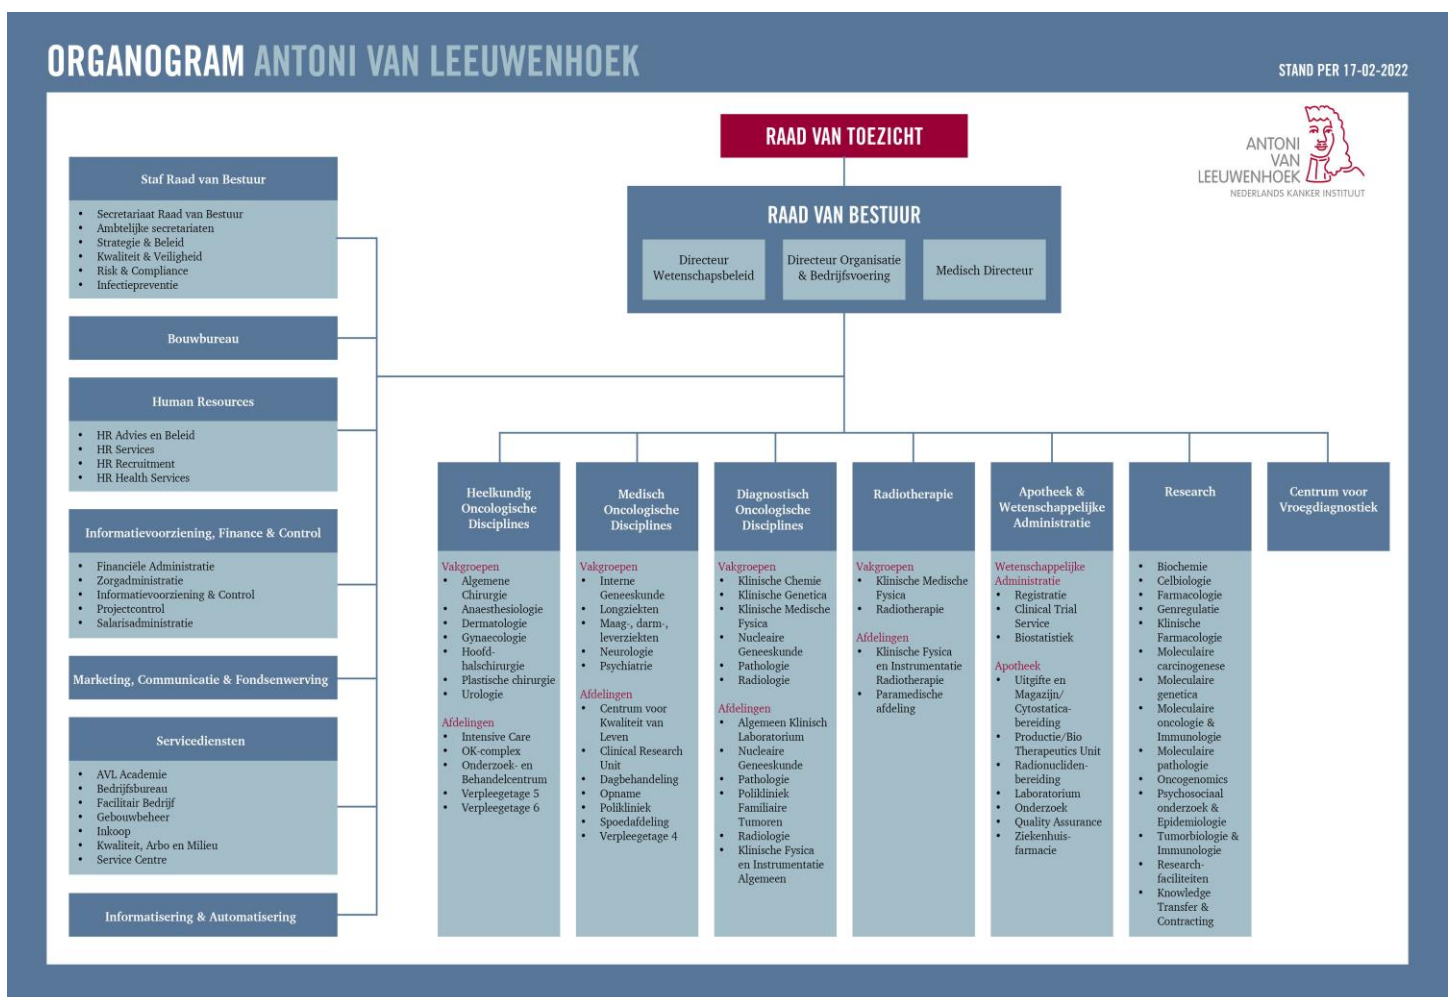 ORGANOGRAM ANTONI VAN LEEUWENHOEK
STAND PER 17-02-2022
ANTONI
VAN
LEEUWENHOEK
NEDERLANDS KANKER INSTITUUT
RAAD VAN TOEZICHT
RAAD VAN BESTUUR
Directeur
Wetenschapsbeleid
Directeur Organisatie
& Bedrijfsvoering
Medisch Directeur
Staf Raad van Bestuur
• Secretariaat Raad van Bestuur
• Ambtelijke secretariaten
• Strategie & Beleid
• Kwaliteit & Veiligheid
• Risk & Compliance
• Infectiepreventie
Bouwbureau
Human Resources
• HR Advies en Beleid
• HR Services
• HR Recruitment
• HR Health Services
Informatievoorziening, Finance & Control
• Financiële Administratie
• Zorgadministratie
• Informatievoorziening & Control
• Projectcontrol
• Salarisadministratie
Marketing, Communicatie & Fondsenwerving
Servicediensten
• AVL Academie
• Bedrijfsbureau
• Facilitair Bedrijf
• Gebouwbeheer
• Inkoop
• Kwaliteit, Arbo en Milieu
• Service Centre
Informatisering & Automatisering
Heelkundig
Oncologische
Disciplines
Vakgroepen
• Algemene
Chirurgie
• Anaesthesiologie
• Dermatologie
• Gynaecologie
• Hoofd-
halschirurgie
• Plastische chirurgie
• Urologie
Afdelingen
• Intensive Care
• OK-complex
• Onderzoek- en
Behandelcentrum
• Verpleegetage 5
• Verpleegetage 6
Medisch
Oncologische
Disciplines
Vakgroepen
• Interne
Geneeskunde
• Longziekten
• Maag-, darm-,
leverziekten
• Neurologie
• Psychiatrie
Afdelingen
• Centrum voor
Kwaliteit van
Leven
• Clinical Research
Unit
• Dagbehandeling
• Opname
• Polikliniek
• Spoedafdeling
• Verpleegetage 4
Diagnostisch
Oncologische
Disciplines
Vakgroepen
• Klinische Chemie
• Klinische Genetica
• Klinische Medische
Fysica
• Nucleaire
Geneeskunde
• Pathologie
• Radiologie
Afdelingen
• Algemeen Klinisch
Laboratorium
• Nucleaire
Geneeskunde
• Pathologie
• Polikliniek
Familiaire
Tumoren
• Radiologie
• Klinische Fysica
en Instrumentatie
Algemeen
Radiotherapie
Vakgroepen
• Klinische Medische
Fysica
• Radiotherapie
Afdelingen
• Klinische Fysica
en Instrumentatie
Radiotherapie
• Paramedische
afdeling
Apotheek &
Wetenschappelijke
Administratie
Wetenschappelijke
Administratie
• Registratie
• Clinical Trial
Service
• Biostatistiek
Apotheek
• Uitgifte en
Magazijn/
Cytostatica-
bereiding
• Productie/Bio
Therapeutics Unit
• Radionucliden-
bereiding
• Laboratorium
• Onderzoek
• Quality Assurance
• Ziekenhuis-
farmacie
Research
• Biochemie
• Celbiologie
• Farmacologie
• Genregulatie
• Klinische
Farmacologie
• Moleculaire
carcinogenese
• Moleculaire
genetica
• Moleculaire
oncologie &
Immunologie
• Moleculaire
pathologie
• Oncogenomics
• Psychosociaal
onderzoek &
Epidemiologie
• Tumorbiologie &
Immunologie
• Research-
faciliteiten
• Knowledge
Transfer &
Contracting
Centrum voor
Vroegdiagnostiek